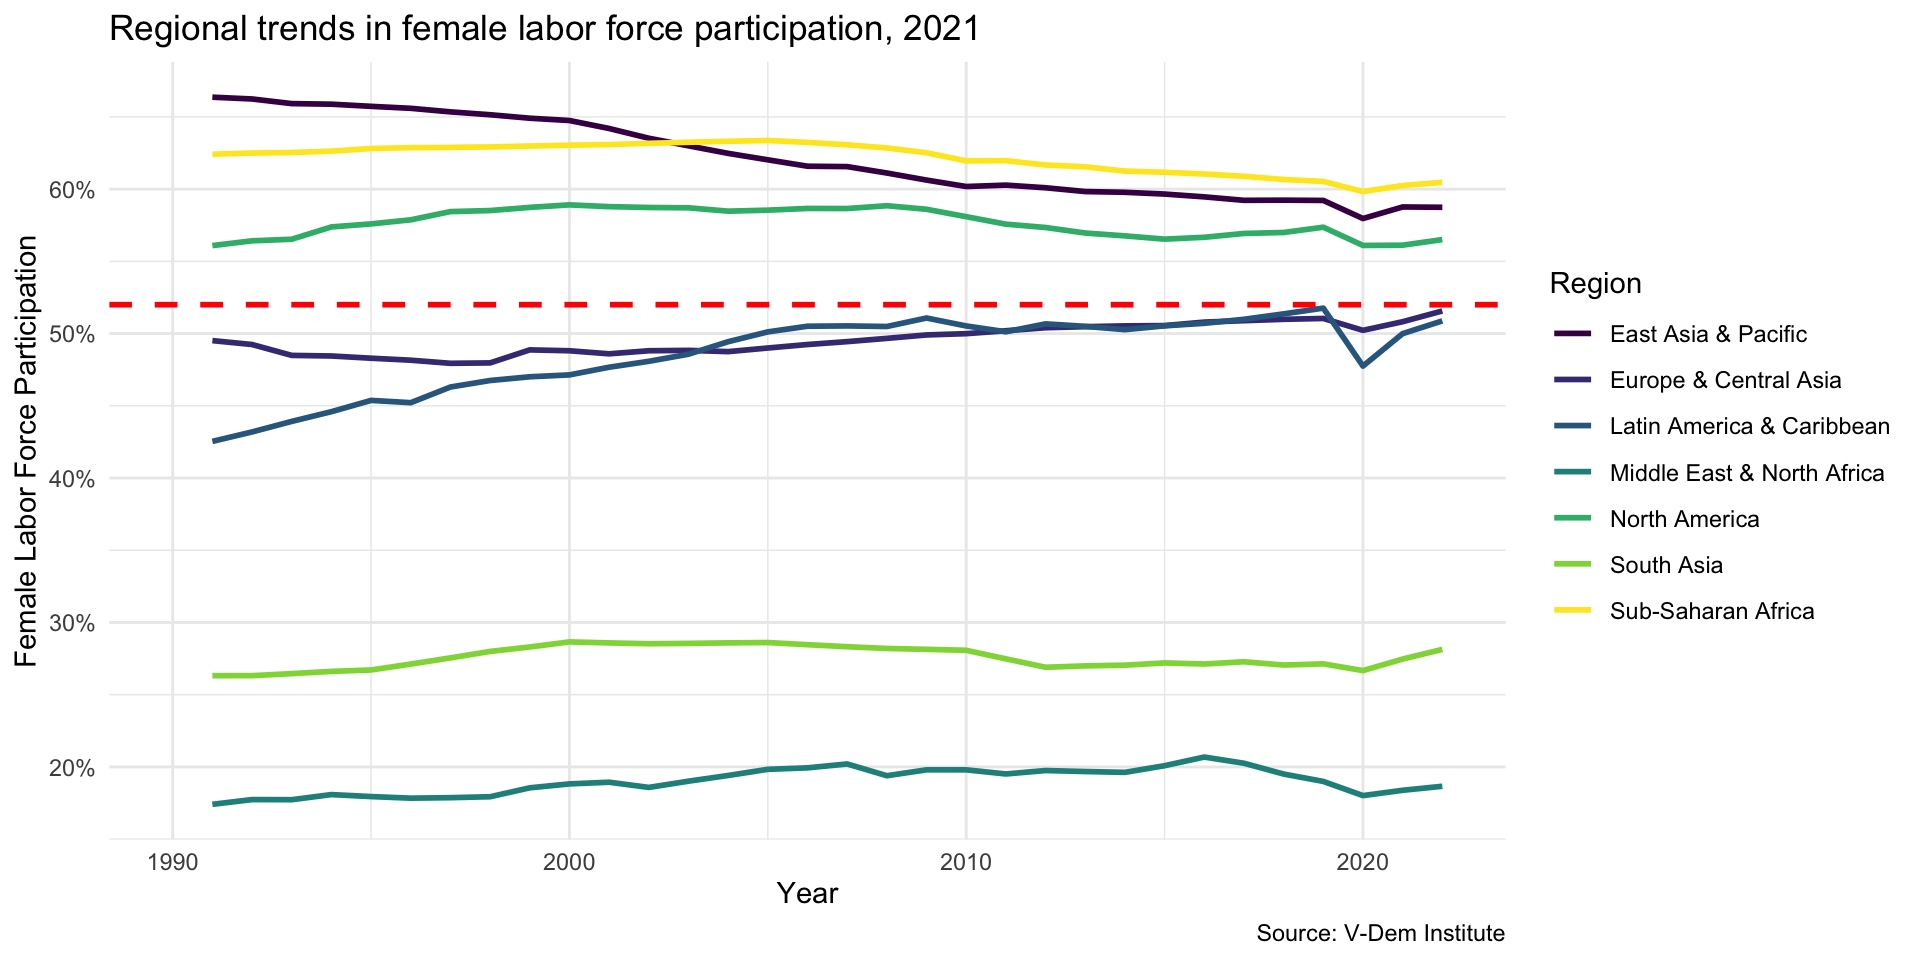 Regional trends in female labor force participation, 2021
Female Labor Force Participation
60%
50%
40%
30%
20%
1990
2000
2010
2020
Year
Region
East Asia & Pacific
Europe & Central Asia
Latin America & Caribbean
Middle East & North Africa
North America
South Asia
Sub-Saharan Africa
Source: V-Dem Institute